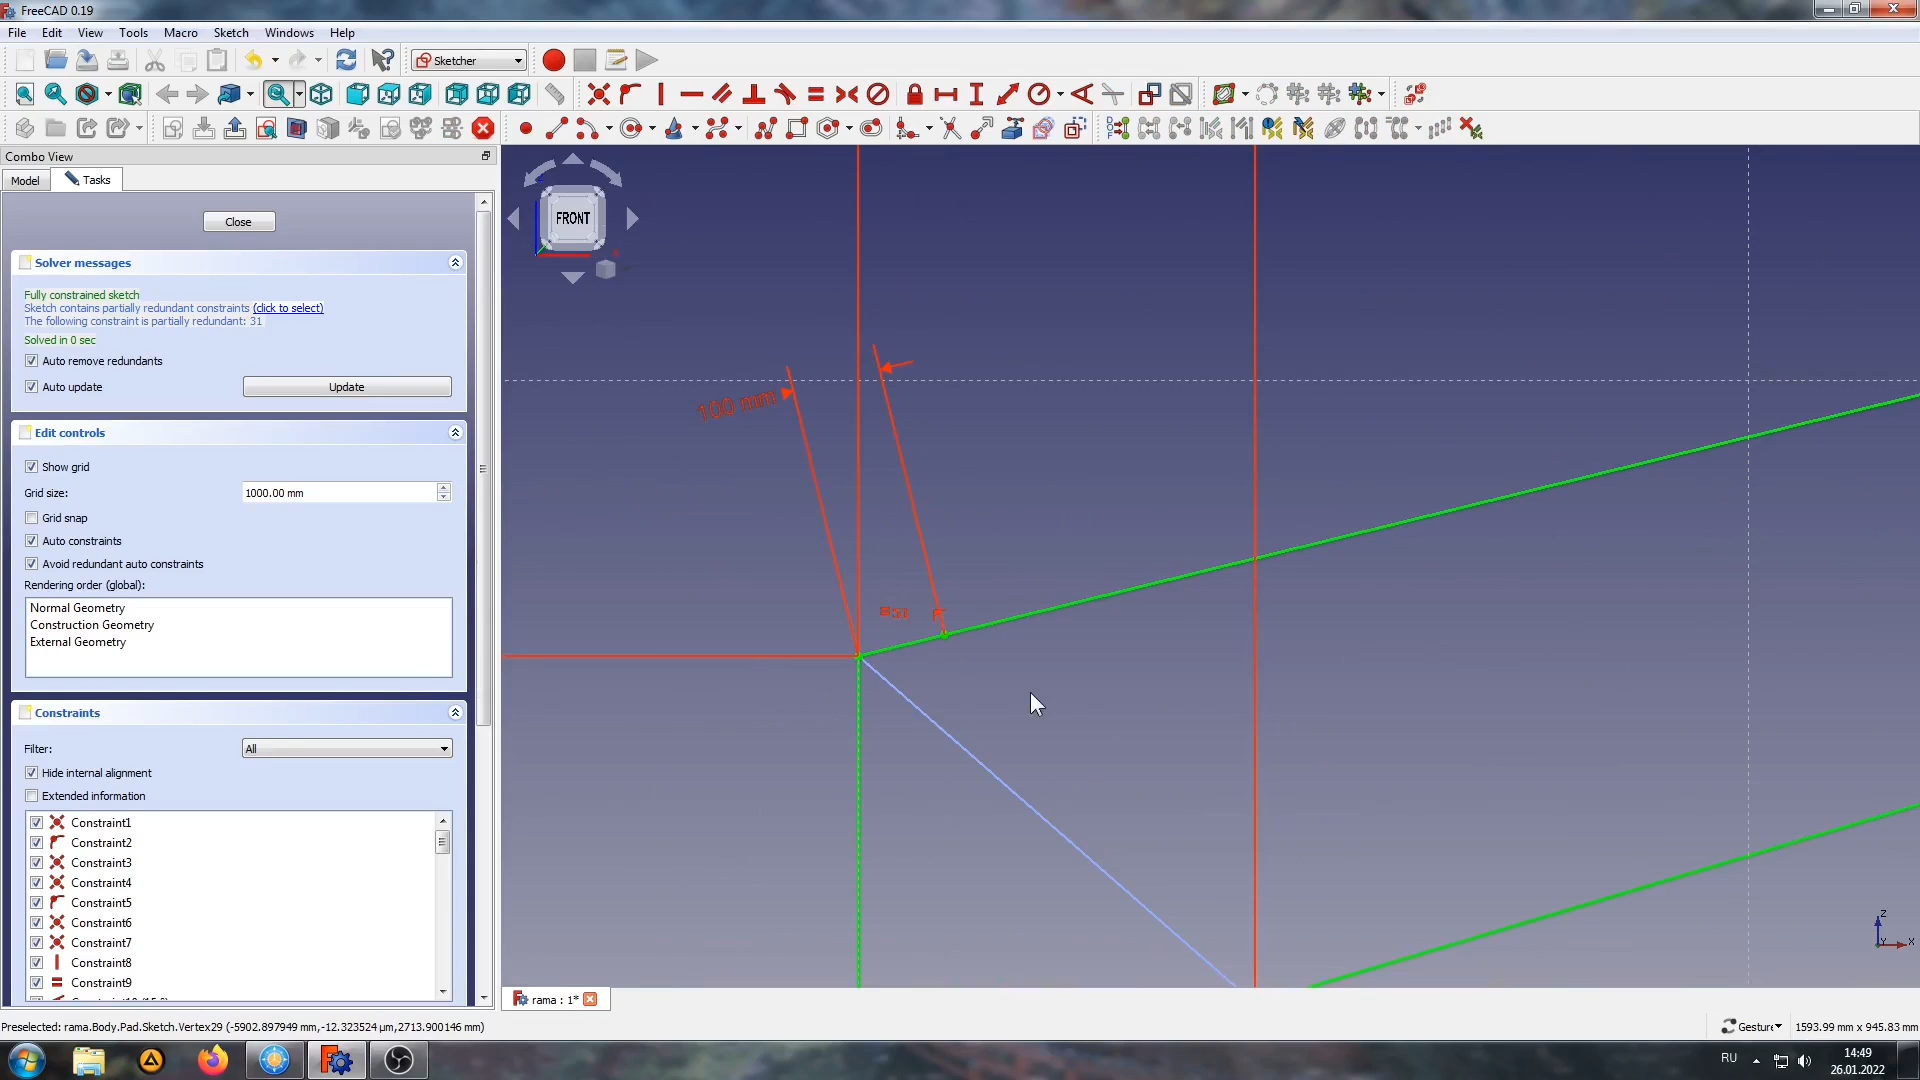 FreeCAD 0.19
File Edit View Tools Macro Sketch Windows Help
Sketcher
Combo View
Model Tasks
Close
Solver messages
Fully constrained sketch
Sketch contains partially redundant constraints (click to select)
The following constraint is partially redundant: 31
Solved in 0 sec
Auto remove redundants
Auto update Update
Edit controls
Show grid
Grid size: 1000.00 mm
Grid snap
Auto constraints
Avoid redundant auto constraints
Rendering order (global):
Normal Geometry
Construction Geometry
External Geometry
Constraints
Filter: All
Hide internal alignment
Extended information
Constraint1
Constraint2
Constraint3
Constraint4
Constraint5
Constraint6
Constraint7
Constraint8
Constraint9
FRONT
100 mm
Z
Y X
rama : 1*
Preselected: rama.Body.Pad.Sketch.Vertex29 (-5902.897949 mm,-12.323524 µm,2713.900146 mm)
Gesture 1593.99 mm x 945.83 mm
RU
14:49
26.01.2022